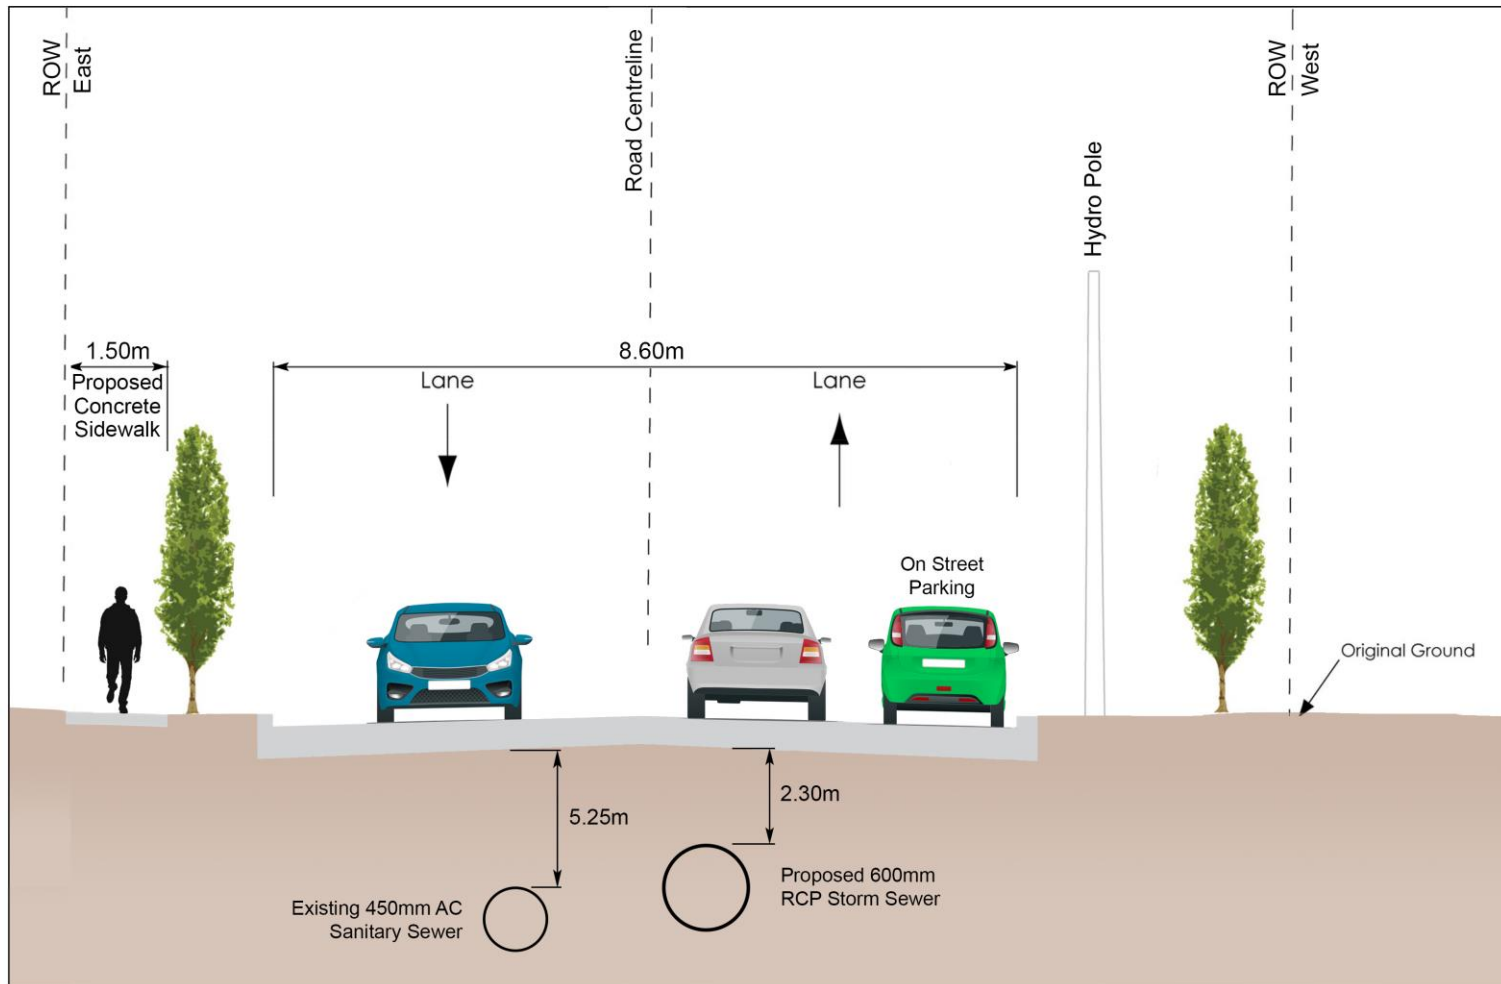 ROW
East
Road Centreline
ROW
West
Hydro Pole
1.50m
Proposed
Concrete
Sidewalk
8.60m
Lane
Lane
On Street
Parking
Original Ground
5.25m
2.30m
Existing 450mm AC
Sanitary Sewer
Proposed 600mm
RCP Storm Sewer